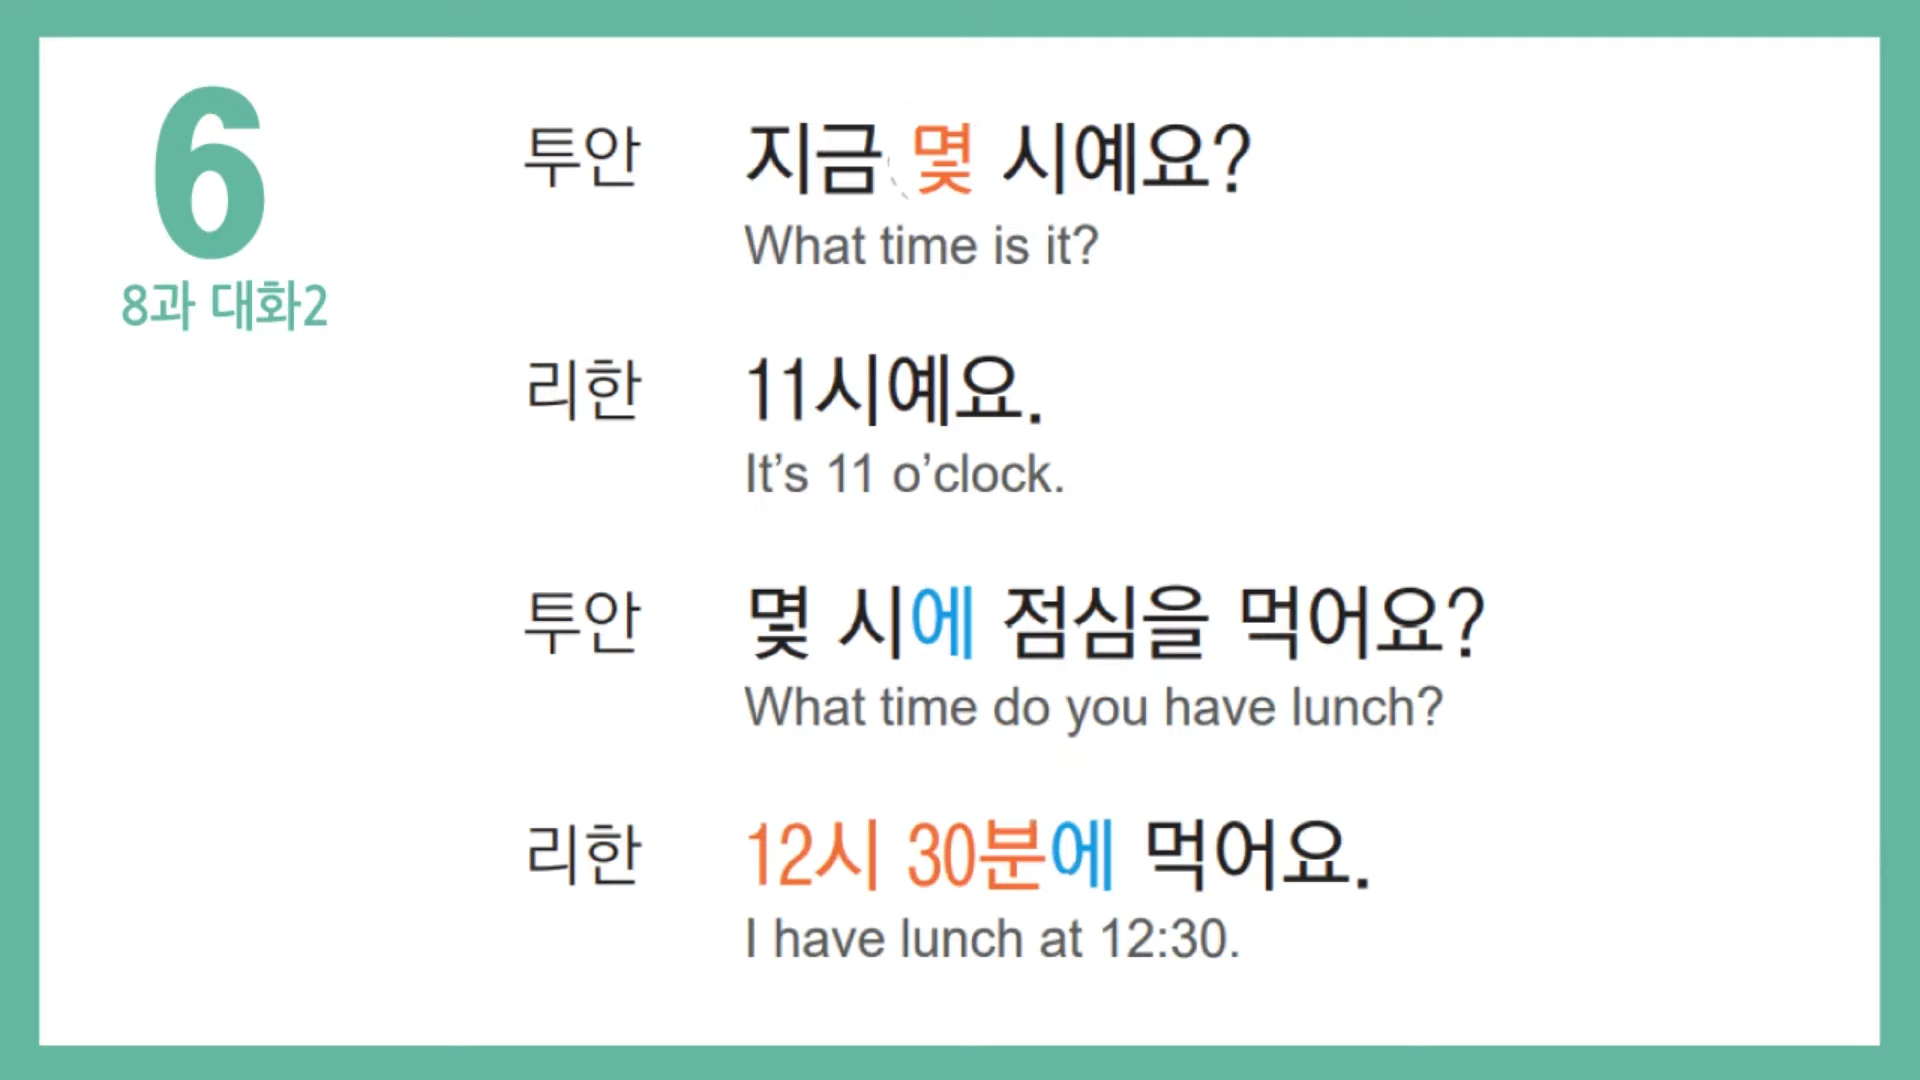 6
8과 대화2
투안 지금 몇 시예요?
What time is it?
리한 11시예요.
It's 11 o'clock.
투안 몇 시에 점심을 먹어요?
What time do you have lunch?
리한 12시 30분에 먹어요.
I have lunch at 12:30.